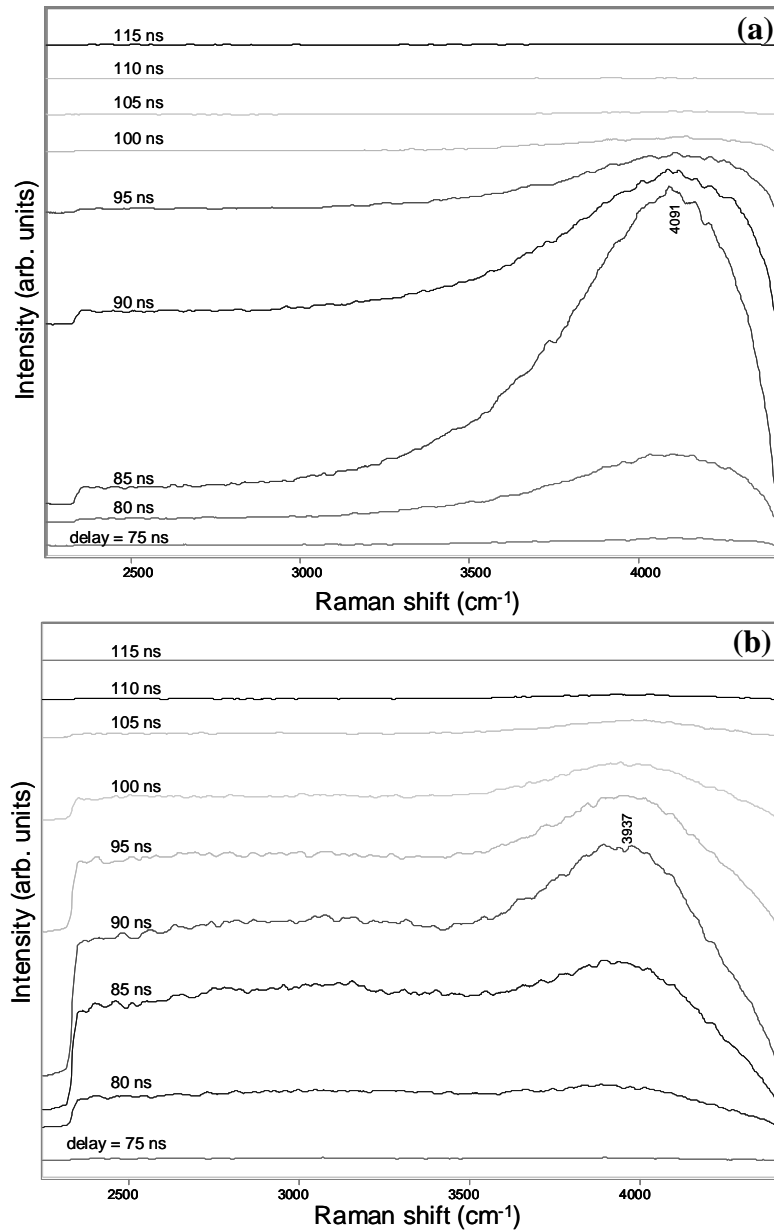 (a)
115 ns
110 ns
105 ns
100 ns
95 ns
90 ns
85 ns
80 ns
delay = 75 ns
4091
Intensity (arb. units)
2500 3000 3500 4000
Raman shift (cm-1)
(b)
115 ns
110 ns
105 ns
100 ns
95 ns
90 ns
85 ns
80 ns
delay = 75 ns
3937
Intensity (arb. units)
2500 3000 3500 4000
Raman shift (cm-1)